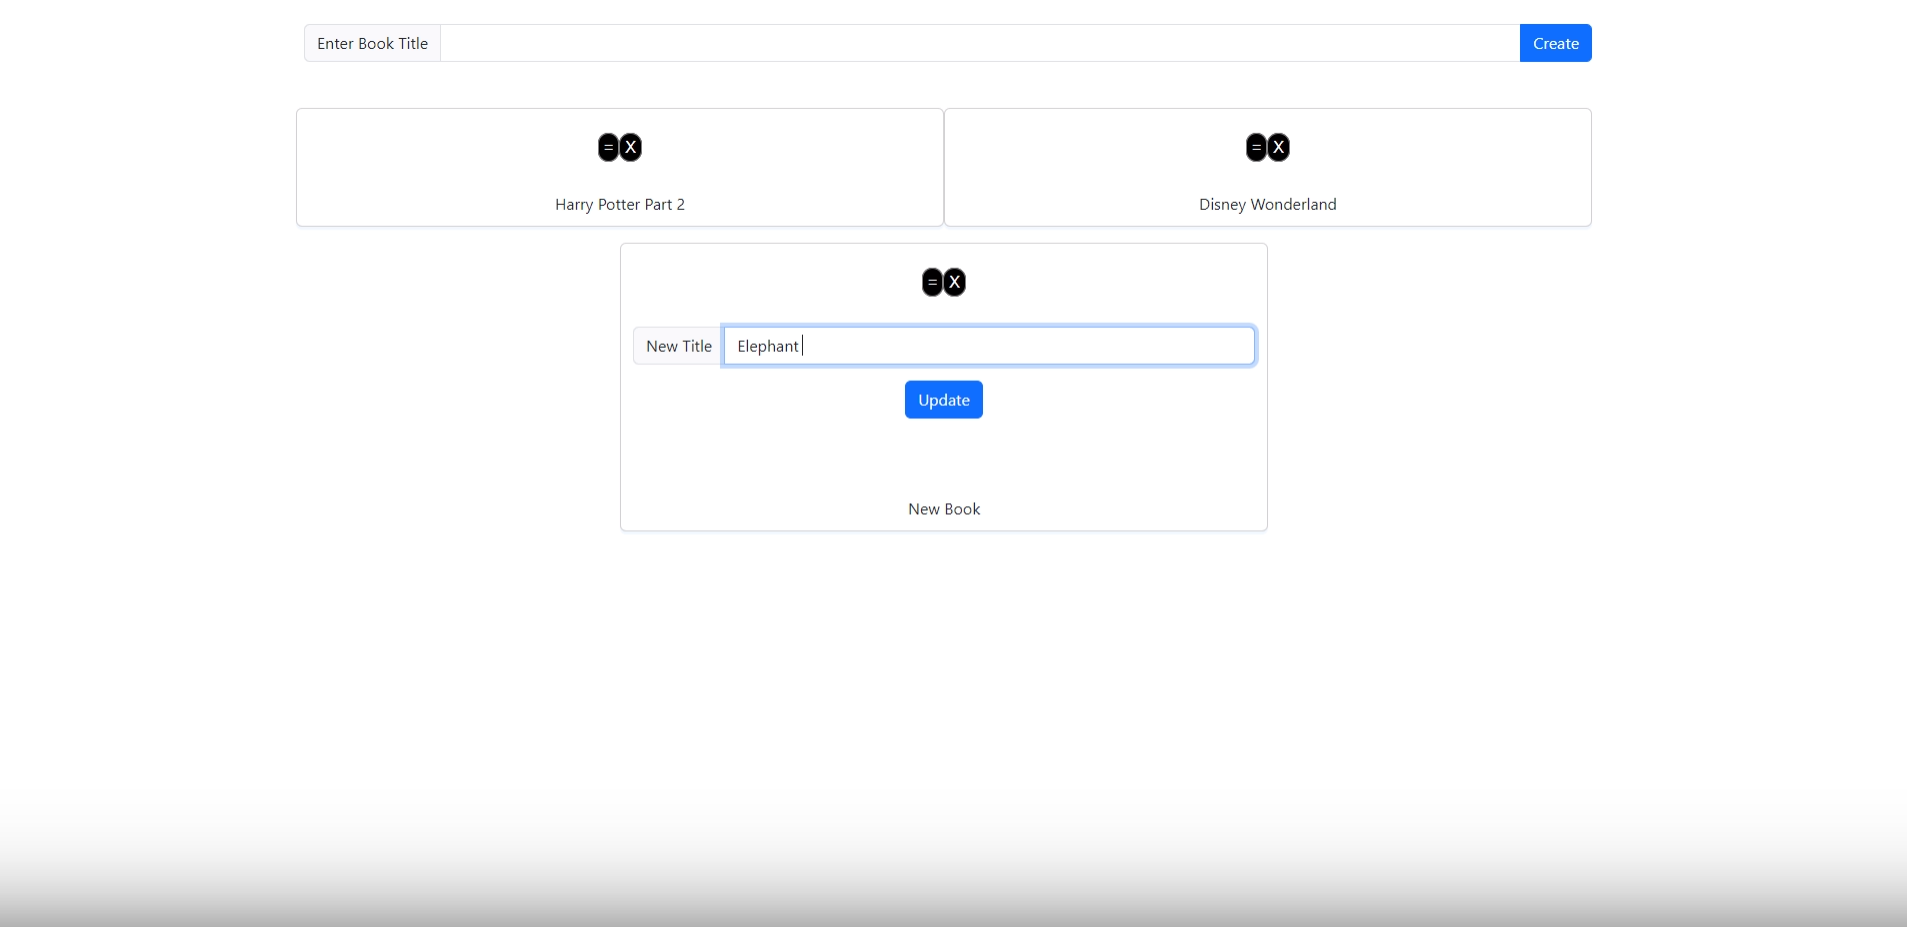 Enter Book Title Create
= X = X
Harry Potter Part 2 Disney Wonderland
= X
New Title Elephant
Update
New Book